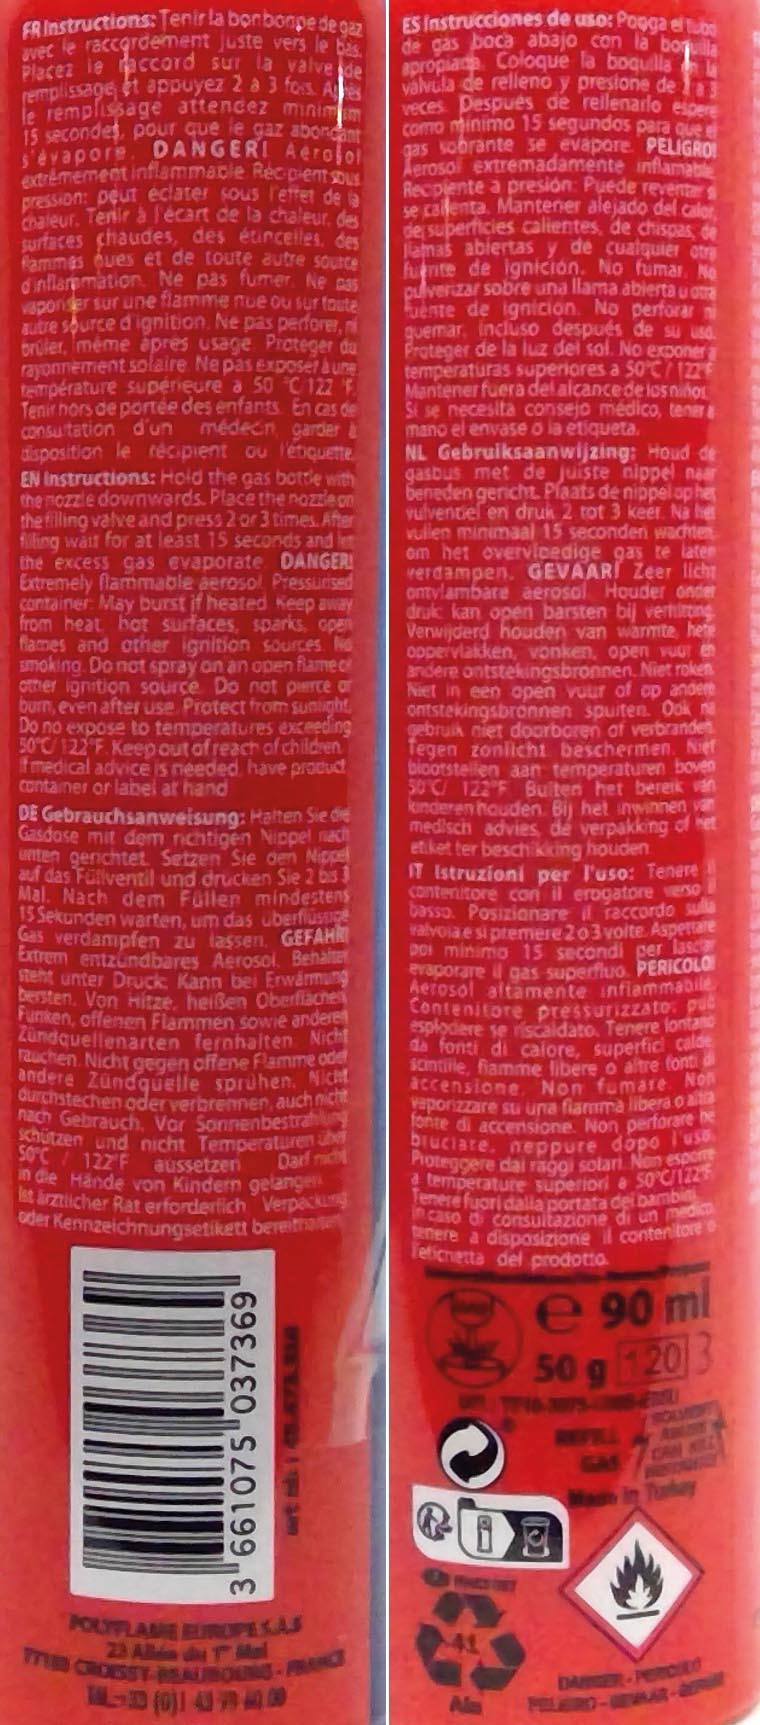 FR Instructions: Tenir la bonbonne de gaz
avec le raccordement juste vers le bas.
Placez le raccord sur la valve de
remplissage et appuyez 2 à 3 fois. Après
le remplissage attendez minimum
15 secondes, pour que le gaz abondant
s'évapore. DANGER! Aérosol
extrêmement inflammable Récipient sous
pression: peut éclater sous l'effet de la
chaleur. Tenir à l'écart de la chaleur, des
surfaces chaudes, des étincelles, des
flammes nues et de toute autre source
d'inflammation. Ne pas fumer. Ne pas
vaporiser sur une flamme nue ou sur toute
autre source d'ignition. Ne pas perforer, ni
brûler, même après usage. Protéger du
rayonnement solaire. Ne pas exposer à une
température supérieure à 50 °C/122 °F
Tenir hors de portée des enfants. En cas de
consultation d'un médecin, garder à
disposition le récipient ou l'étiquette.
EN Instructions: Hold the gas bottle with
the nozzle downwards. Place the nozzle on
the filling valve and press 2 or 3 times. After
filling wait for at least 15 seconds and let
the excess gas evaporate DANGER!
Extremely flammable aerosol Pressurised
container: May burst if heated Keep away
from heat, hot surfaces, sparks, open
flames and other ignition sources. No
smoking. Do not spray on an open flame or
other ignition source. Do not pierce or
burn, even after use. Protect from sunlight.
Do no expose to temperatures exceeding
50°C/122°F. Keep out of reach of children.
If medical advice is needed, have product
container or label at hand
DE Gebrauchsanweisung: Halten Sie die
Gasdose mit dem richtigen Nippel nach
unten gerichtet. Setzen Sie den Nippel
auf das Füllventil und drücken Sie 2 bis 3
Mal. Nach dem Füllen mindestens
15 Sekunden warten, um das überflüssige
Gas verdampfen zu lassen. GEFAHR!
Extrem entzündbares Aerosol. Behälter
steht unter Druck: Kann bei Erwärmung
bersten. Von Hitze, heißen Oberflächen,
Funken, offenen Flammen sowie anderen
Zündquellenarten fernhalten. Nicht
rauchen. Nicht gegen offene Flamme oder
andere Zündquelle sprühen. Nicht
durchstechen oder verbrennen, auch nicht
nach Gebrauch. Vor Sonnenbestrahlung
schützen und nicht Temperaturen über
50°C / 122°F aussetzen Darf nicht
in die Hände von Kindern gelangen.
Ist ärztlicher Rat erforderlich Verpackung
oder Kennzeichnungsetikett bereithalten
3 661075 037369
POLYFLAME EUROPE S.A.S
23 Allée du 1er Mai
77183 CROISSY-BEAUBOURG - FRANCE
ES Instrucciones de uso: Ponga el tubo
de gas boca abajo con la boquilla
apropiada. Coloque la boquilla
válvula de relleno y presione de
veces. Después de rellenarlo espere
como mínimo 15 segundos para que el
gas sobrante se evapore. PELIGRO!
Aerosol extremadamente inflamable
Recipiente a presión: Puede reventar si
se calienta. Mantener alejado del calor,
de superficies calientes, de chispas, de
llamas abiertas y de cualquier otra
fuente de ignición. No fumar. No
pulverizar sobre una llama abierta u otra
fuente de ignición. No perforar ni
quemar, incluso después de su uso.
Proteger de la luz del sol. No exponer a
temperaturas superiores a 50°C / 122°F
Mantener fuera del alcance de los niños.
Si se necesita consejo médico, tener a
mano el envase o la etiqueta.
NL Gebruiksaanwijzing: Houd de
gasbus met de juiste nippel naar
beneden gericht. Plaats de nippel op het
vulventiel en druk 2 tot 3 keer. Na het
vullen minimaal 15 seconden wachten
om het overvloedige gas te laten
verdampen. GEVAAR! Zeer licht
ontvlambare aerosol Houder onder
druk: kan open barsten bij verhitting.
Verwijderd houden van warmte, hete
oppervlakken, vonken, open vuur en
andere ontstekingsbronnen. Niet roken.
Niet in een open vuur of op andere
ontstekingsbronnen spuiten. Ook na
gebruik niet doorboren of verbranden
Tegen zonlicht beschermen. Niet
blootstellen aan temperaturen boven
50°C/ 122°F Buiten het bereik van
kinderen houden. Bij het inwinnen van
medisch advies, de verpakking of het
etiket ter beschikking houden.
IT Istruzioni per l'uso: Tenere il
contenitore con il erogatore verso il
basso. Posizionare il raccordo sulla
valvola e si premere 2 o 3 volte. Aspettare
poi minimo 15 secondi per lasciar
evaporare il gas superfluo. PERICOLO!
Aerosol altamente infiammabile
Contenitore pressurizzato: può
esplodere se riscaldato. Tenere lontano
da fonti di calore, superfici calde,
scintille, fiamme libere o altre fonti di
accensione. Non fumare. Non
vaporizzare su una fiamma libera o altra
fonte di accensione. Non perforare né
bruciare, neppure dopo l'uso.
Proteggere dai raggi solari. Non esporre
a temperature superiori a 50°C/122°F
Tenere fuori dalla portata dei bambini.
In caso di consultazione di un medico
tenere a disposizione il contenitore o
l'etichetta del prodotto.
e 90 ml
50 g 120 3
REFILL
GAS
Made in Turkey
41
Alu
DANGER - PERICOLO
PELIGRO - GEVAAR - GEFAHR